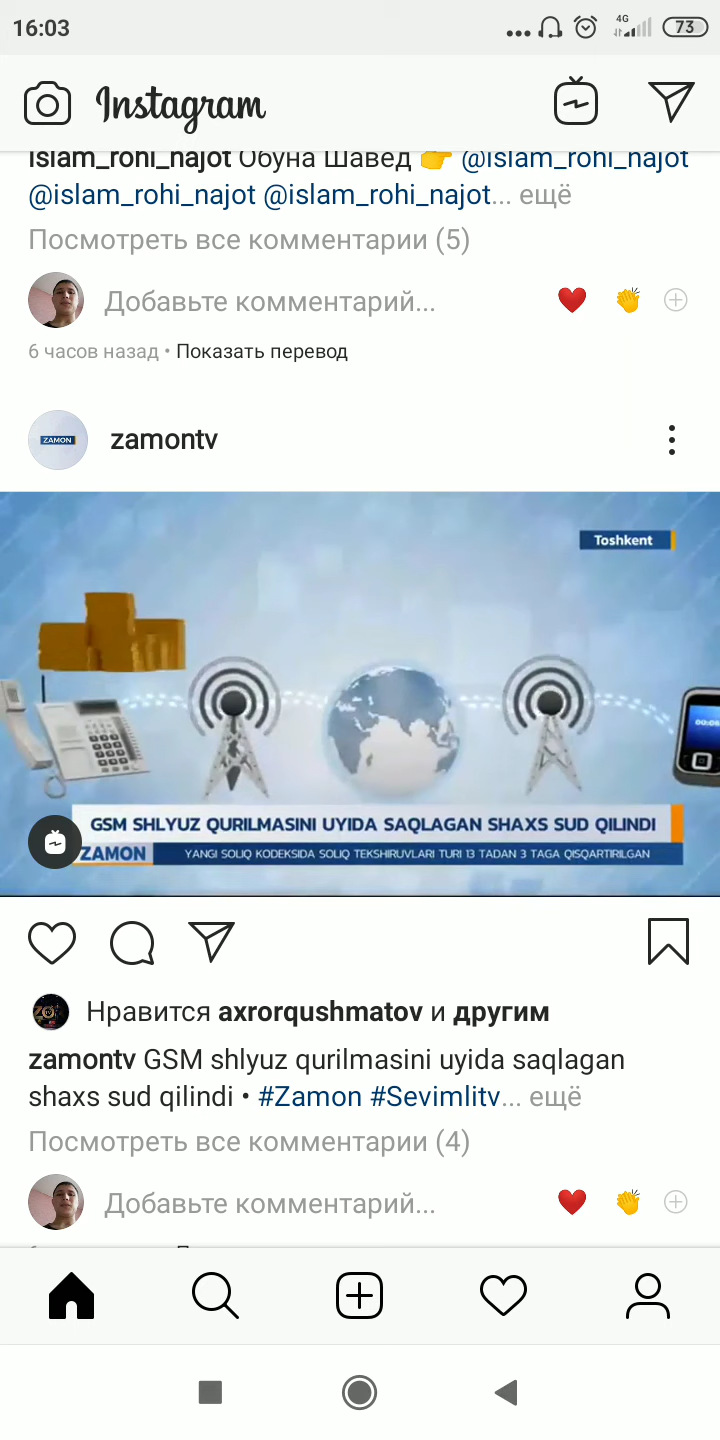 16:03
4G
73
Instagram
islam_rohi_najot Обуна Шавед 👉 @islam_rohi_najot
@islam_rohi_najot @islam_rohi_najot... ещё
Посмотреть все комментарии (5)
Добавьте комментарий...
6 часов назад • Показать перевод
ZAMON
zamontv
Toshkent
GSM SHLYUZ QURILMASINI UYIDA SAQLAGAN SHAXS SUD QILINDI
ZAMON
YANGI SOLIQ KODEKSIDA SOLIQ TEKSHIRUVLARI TURI 13 TADAN 3 TAGA QISQARTIRILGAN
Нравится axrorqushmatov и другим
zamontv GSM shlyuz qurilmasini uyida saqlagan
shaxs sud qilindi • #Zamon #Sevimlitv... ещё
Посмотреть все комментарии (4)
Добавьте комментарий...